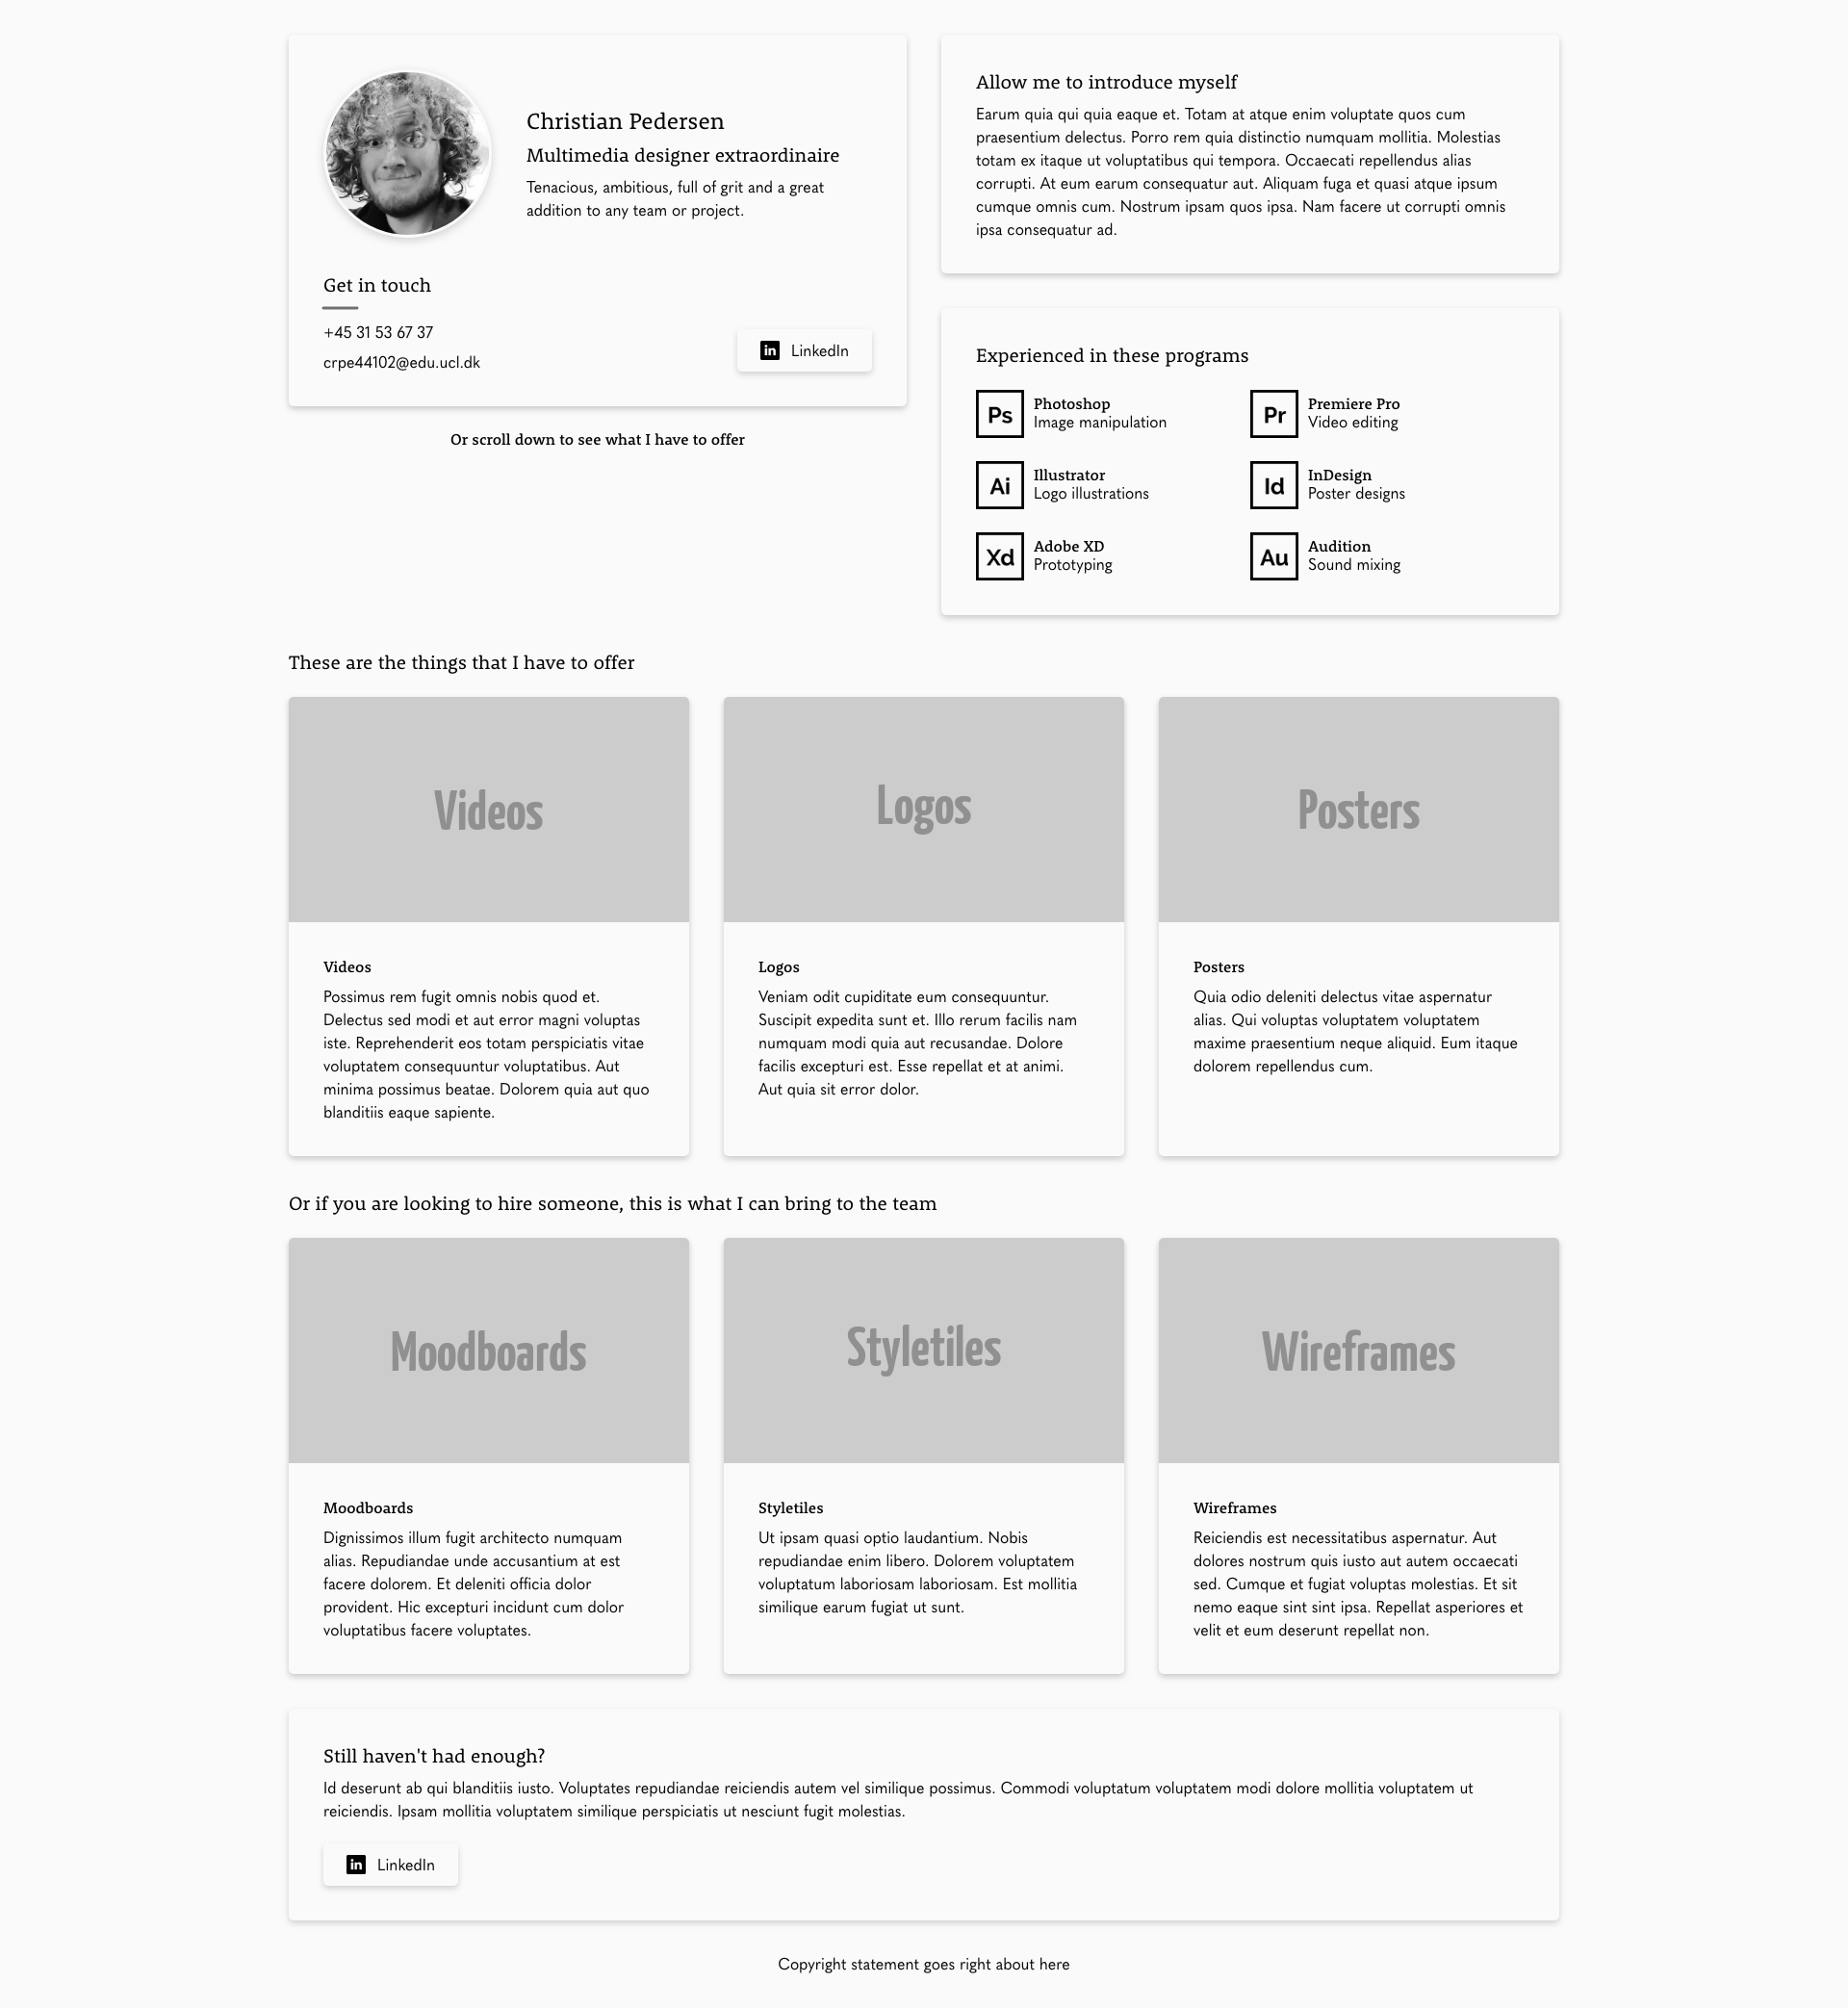 Christian Pedersen
Multimedia designer extraordinaire
Tenacious, ambitious, full of grit and a great
addition to any team or project.
Get in touch
+45 31 53 67 37
crpe44102@edu.ucl.dk
in LinkedIn
Or scroll down to see what I have to offer
Allow me to introduce myself
Earum quia qui quia eaque et. Totam at atque enim voluptate quos cum
praesentium delectus. Porro rem quia distinctio numquam mollitia. Molestias
totam ex itaque ut voluptatibus qui tempora. Occaecati repellendus alias
corrupti. At eum earum consequatur aut. Aliquam fuga et quasi atque ipsum
cumque omnis cum. Nostrum ipsam quos ipsa. Nam facere ut corrupti omnis
ipsa consequatur ad.
Experienced in these programs
Ps
Photoshop
Image manipulation
Pr
Premiere Pro
Video editing
Ai
Illustrator
Logo illustrations
Id
InDesign
Poster designs
Xd
Adobe XD
Prototyping
Au
Audition
Sound mixing
These are the things that I have to offer
Videos
Videos
Possimus rem fugit omnis nobis quod et.
Delectus sed modi et aut error magni voluptas
iste. Reprehenderit eos totam perspiciatis vitae
voluptatem consequuntur voluptatibus. Aut
minima possimus beatae. Dolorem quia aut quo
blanditiis eaque sapiente.
Logos
Logos
Veniam odit cupiditate eum consequuntur.
Suscipit expedita sunt et. Illo rerum facilis nam
numquam modi quia aut recusandae. Dolore
facilis excepturi est. Esse repellat et at animi.
Aut quia sit error dolor.
Posters
Posters
Quia odio deleniti delectus vitae aspernatur
alias. Qui voluptas voluptatem voluptatem
maxime praesentium neque aliquid. Eum itaque
dolorem repellendus cum.
Or if you are looking to hire someone, this is what I can bring to the team
Moodboards
Moodboards
Dignissimos illum fugit architecto numquam
alias. Repudiandae unde accusantium at est
facere dolorem. Et deleniti officia dolor
provident. Hic excepturi incidunt cum dolor
voluptatibus facere voluptates.
Styletiles
Styletiles
Ut ipsam quasi optio laudantium. Nobis
repudiandae enim libero. Dolorem voluptatem
voluptatum laboriosam laboriosam. Est mollitia
similique earum fugiat ut sunt.
Wireframes
Wireframes
Reiciendis est necessitatibus aspernatur. Aut
dolores nostrum quis iusto aut autem occaecati
sed. Cumque et fugiat voluptas molestias. Et sit
nemo eaque sint sint ipsa. Repellat asperiores et
velit et eum deserunt repellat non.
Still haven't had enough?
Id deserunt ab qui blanditiis iusto. Voluptates repudiandae reiciendis autem vel similique possimus. Commodi voluptatum voluptatem modi dolore mollitia voluptatem ut
reiciendis. Ipsam mollitia voluptatem similique perspiciatis ut nesciunt fugit molestias.
in LinkedIn
Copyright statement goes right about here